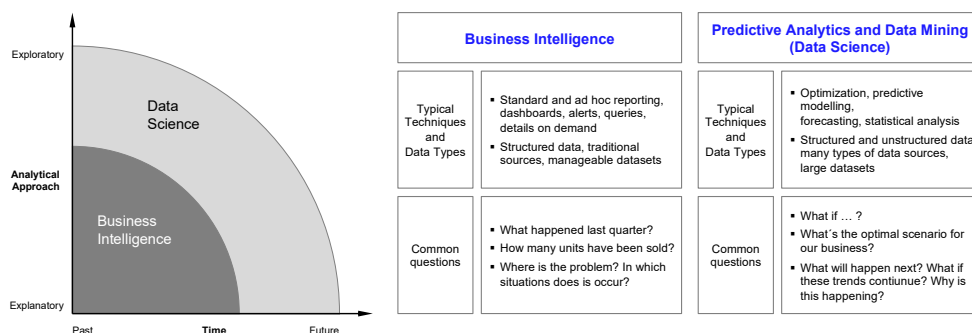 Exploratory
Data
Science
Analytical
Approach
Business
Intelligence
Explanatory
Past
Time
Future
Business Intelligence
Typical
Techniques
and
Data Types
▪ Standard and ad hoc reporting,
dashboards, alerts, queries,
details on demand
▪ Structured data, traditional
sources, manageable datasets
Common
questions
▪ What happened last quarter?
▪ How many units have been sold?
▪ Where is the problem? In which
situations does is occur?
Predictive Analytics and Data Mining
(Data Science)
Typical
Techniques
and
Data Types
▪ Optimization, predictive
modelling,
forecasting, statistical analysis
▪ Structured and unstructured data,
many types of data sources,
large datasets
Common
questions
▪ What if … ?
▪ What´s the optimal scenario for
our business?
▪ What will happen next? What if
these trends contiunue? Why is
this happening?